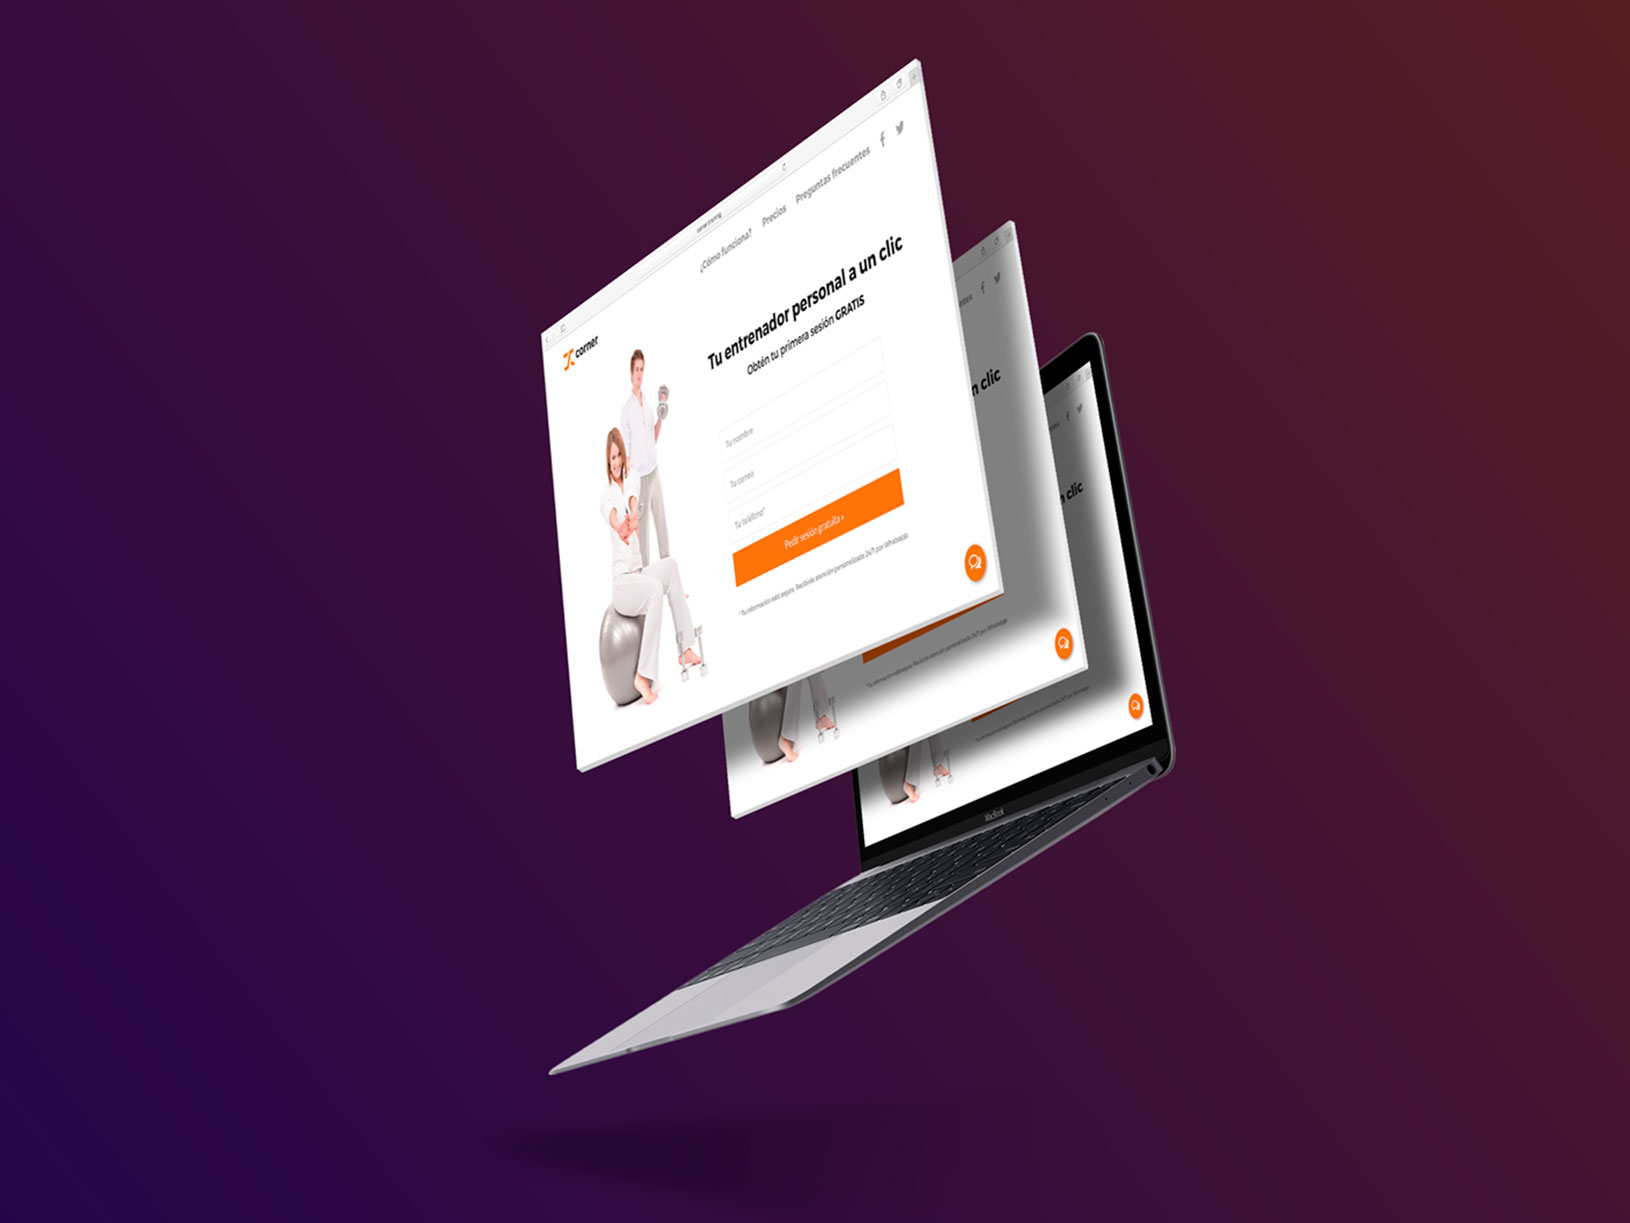 ¿Cómo funciona? Precios Preguntas frecuentes
corner
Tu entrenador personal a un clic
Obtén tu primera sesión GRATIS
Tu nombre
Tu correo
Tu teléfono*
Pedir sesión gratuita »
* Tu información está segura. Recibirás atención personalizada 24/7 por Whatsapp
n clic
clic
MacBook